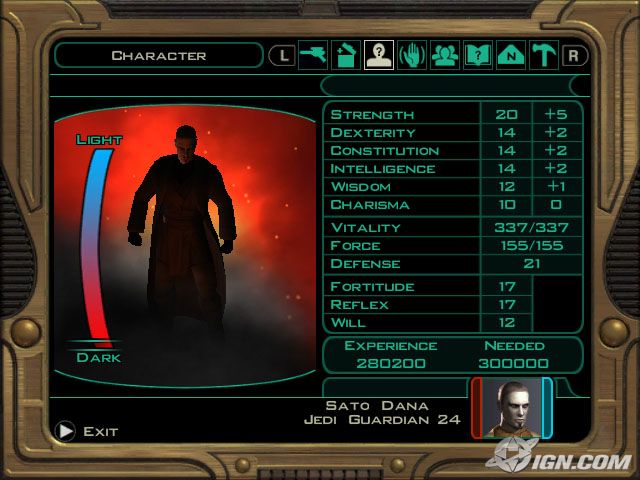 Character
L
R
Light
Dark
Strength 20 +5
Dexterity 14 +2
Constitution 14 +2
Intelligence 14 +2
Wisdom 12 +1
Charisma 10 0
Vitality 337/337
Force 155/155
Defense 21
Fortitude 17
Reflex 17
Will 12
Experience Needed
280200 300000
Sato Dana
Jedi Guardian 24
Exit
IGN.COM